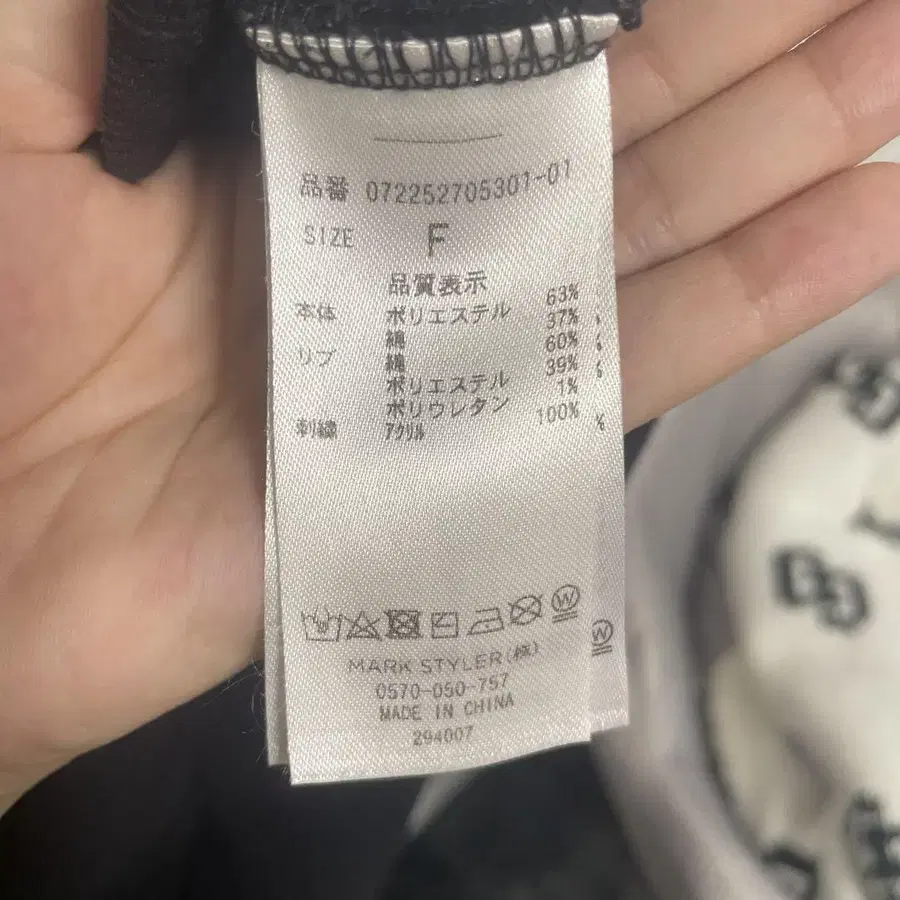 品番 072252705301-01
SIZE F
品質表示
本体 ポリエステル 63%
綿 37%
リブ 綿 60%
ポリエステル 39%
ポリウレタン 1%
刺繍 アクリル 100%
W
W
MARK STYLER(株)
0570-050-757
MADE IN CHINA
294007